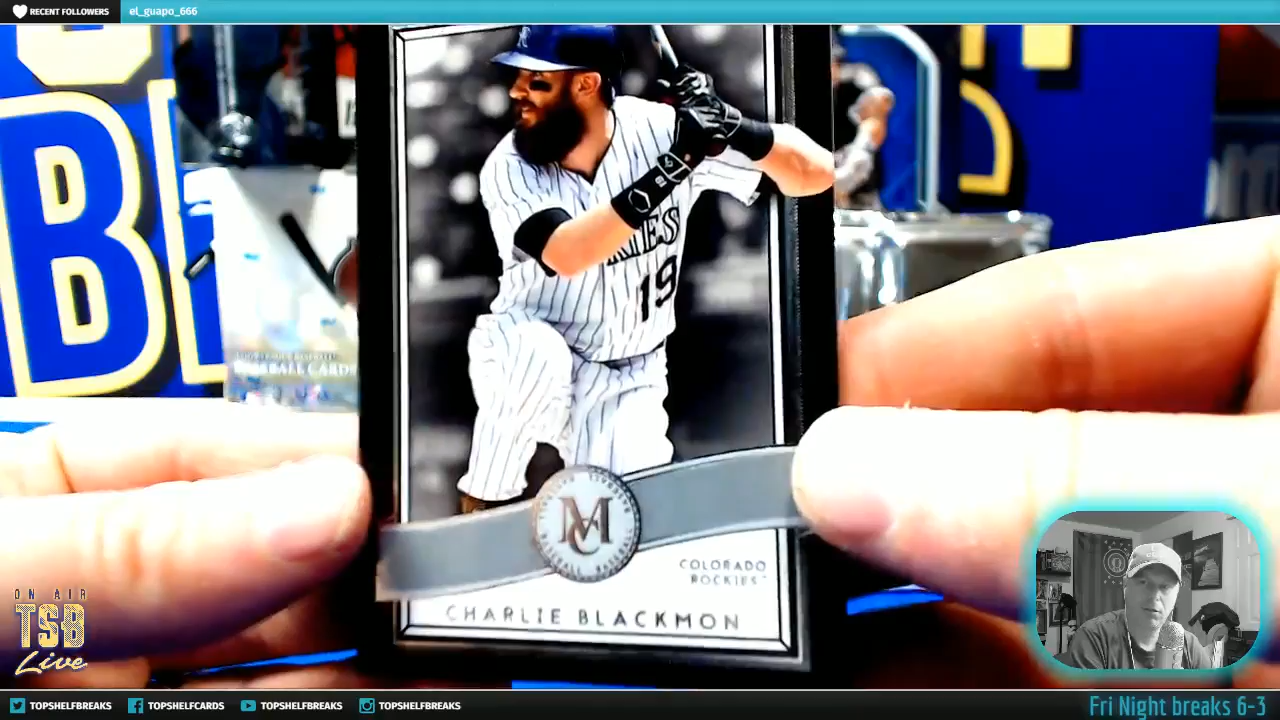 RECENT FOLLOWERS
el_guapo_666
B
19
MC
COLORADO
ROCKIES™
CHARLIE BLACKMON
BASEBALL CARDS
ON AIR
TSB
Live
TOPSHELFBREAKS
TOPSHELFCARDS
TOPSHELFBREAKS
TOPSHELFBREAKS
Fri Night breaks 6-3